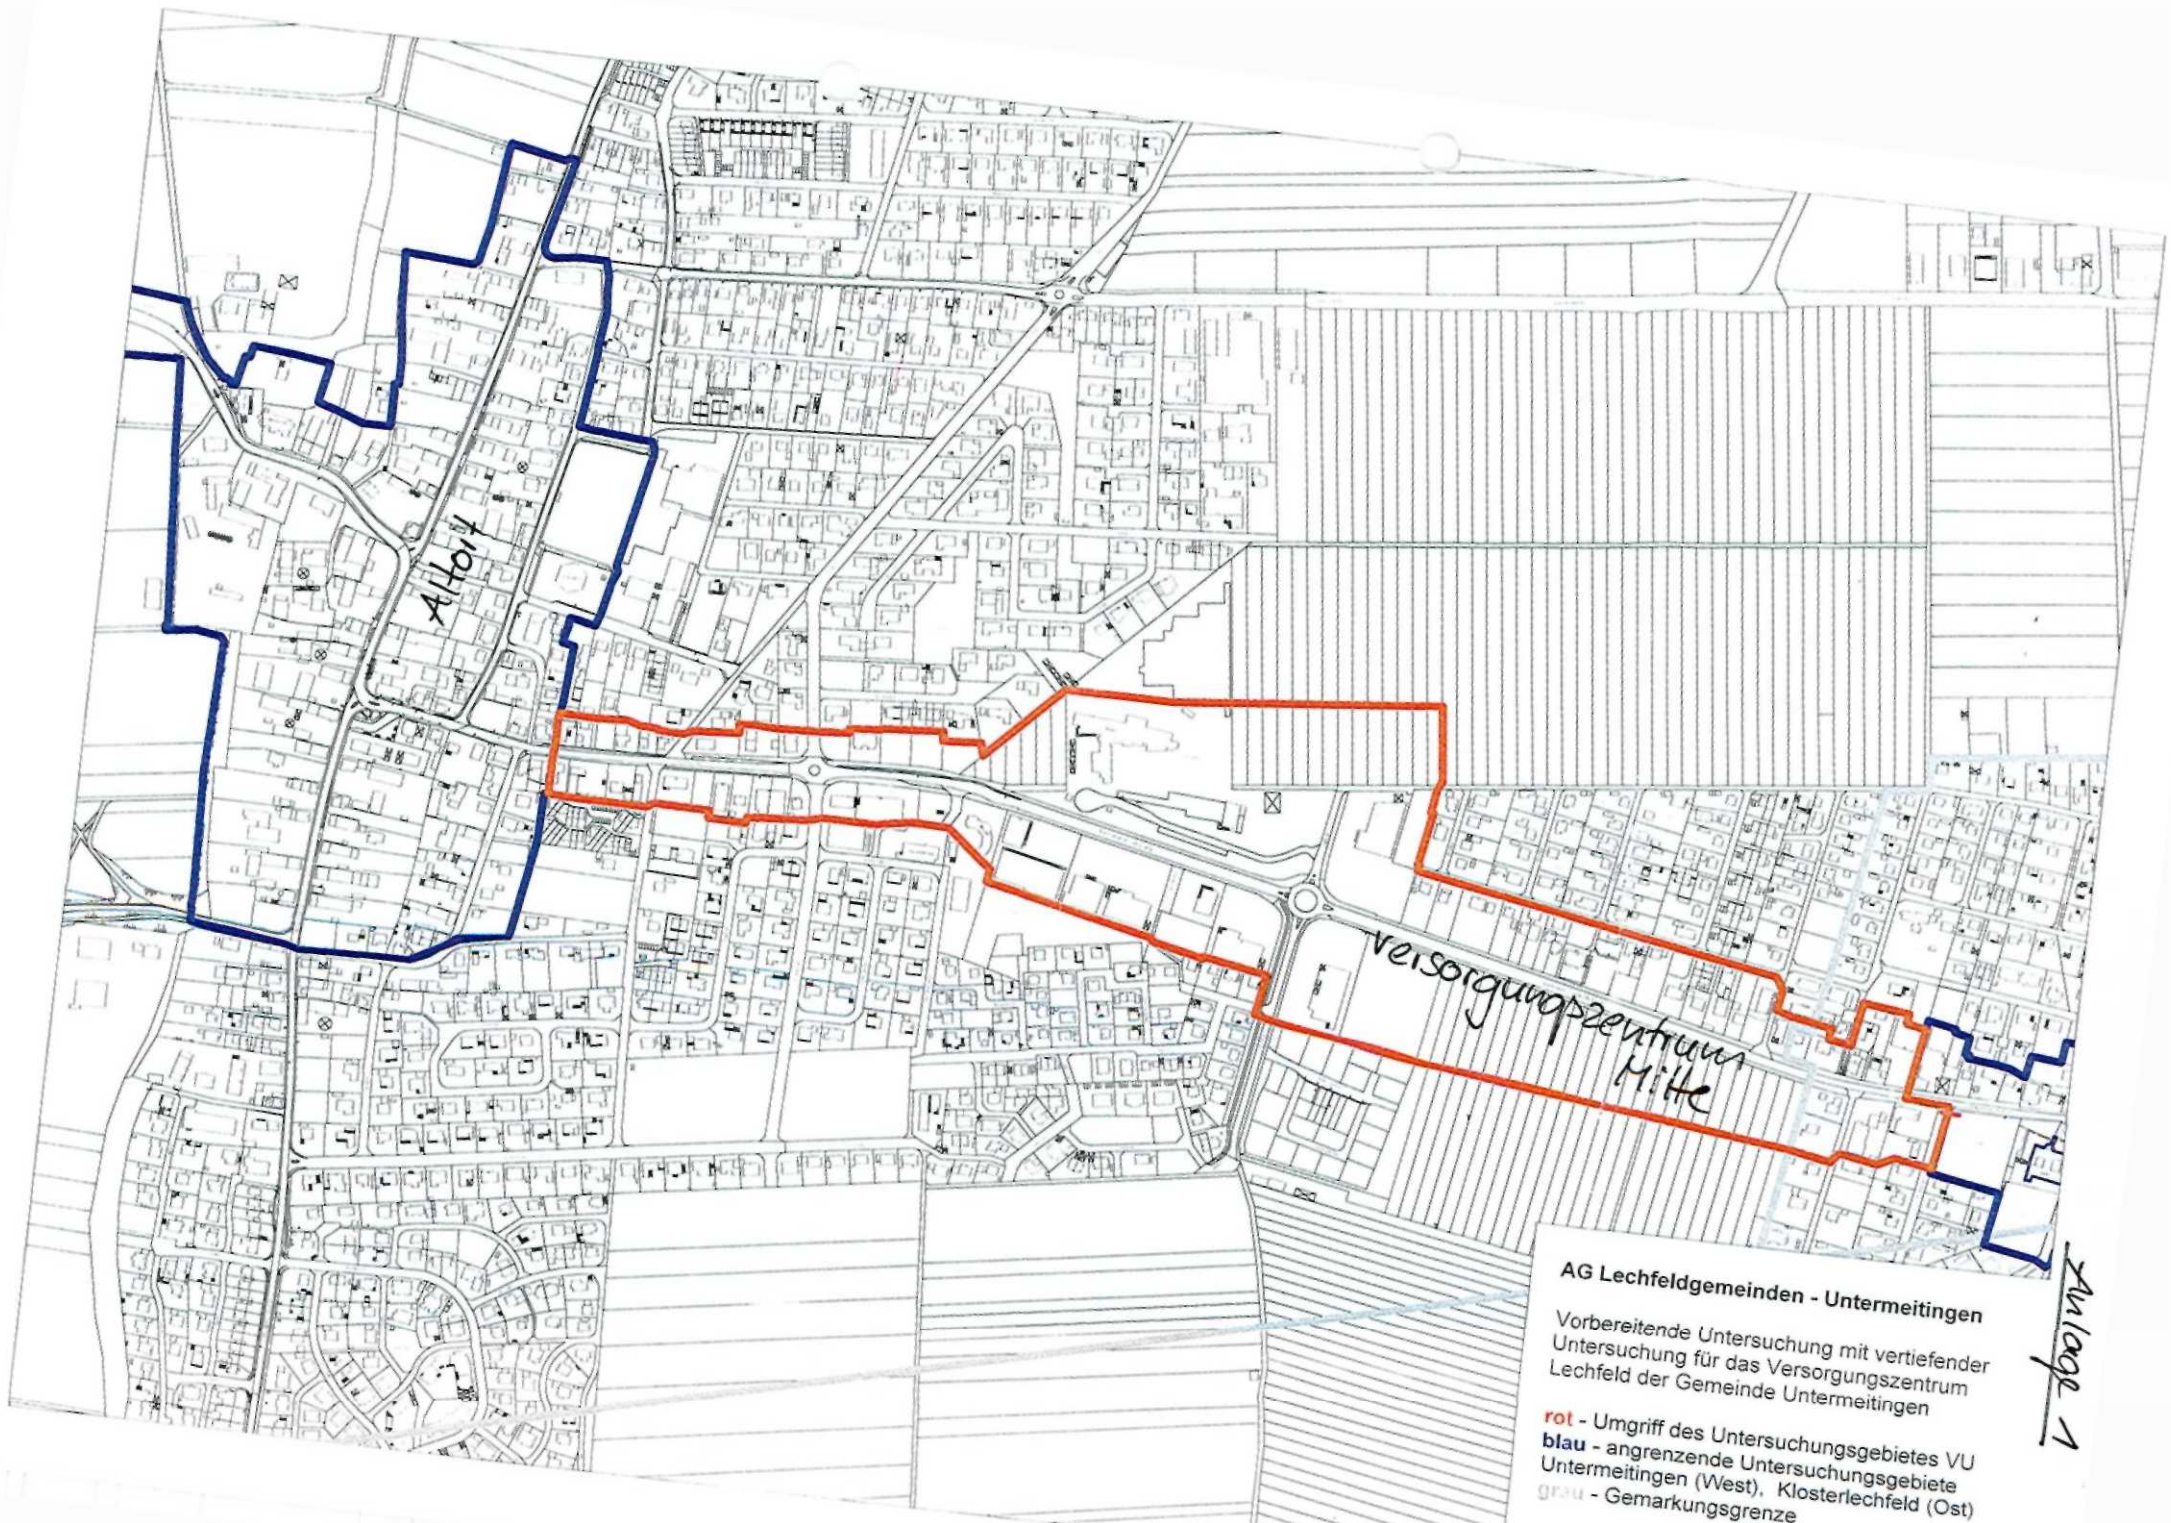 Altort
Versorgungszentrum
Mitte
AG Lechfeldgemeinden - Untermeitingen
Vorbereitende Untersuchung mit vertiefender
Untersuchung für das Versorgungszentrum
Lechfeld der Gemeinde Untermeitingen
rot - Umgriff des Untersuchungsgebietes VU
blau - angrenzende Untersuchungsgebiete
Untermeitingen (West), Klosterlechfeld (Ost)
grau - Gemarkungsgrenze
Anlage 1